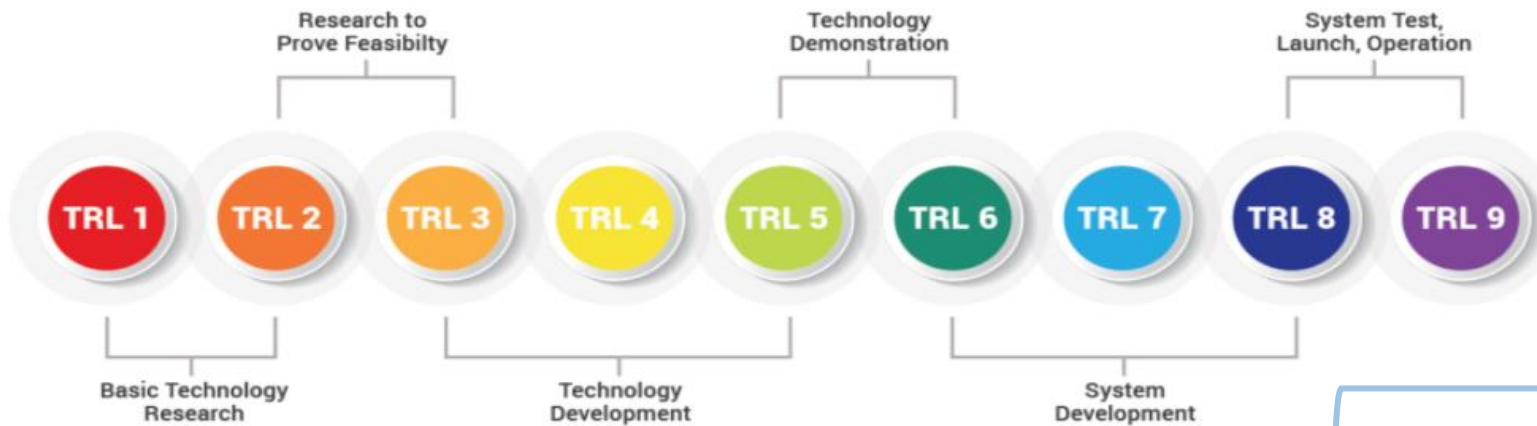 Research to
Prove Feasibilty
Technology
Demonstration
System Test,
Launch, Operation
TRL 1
TRL 2
TRL 3
TRL 4
TRL 5
TRL 6
TRL 7
TRL 8
TRL 9
Basic Technology
Research
Technology
Development
System
Development